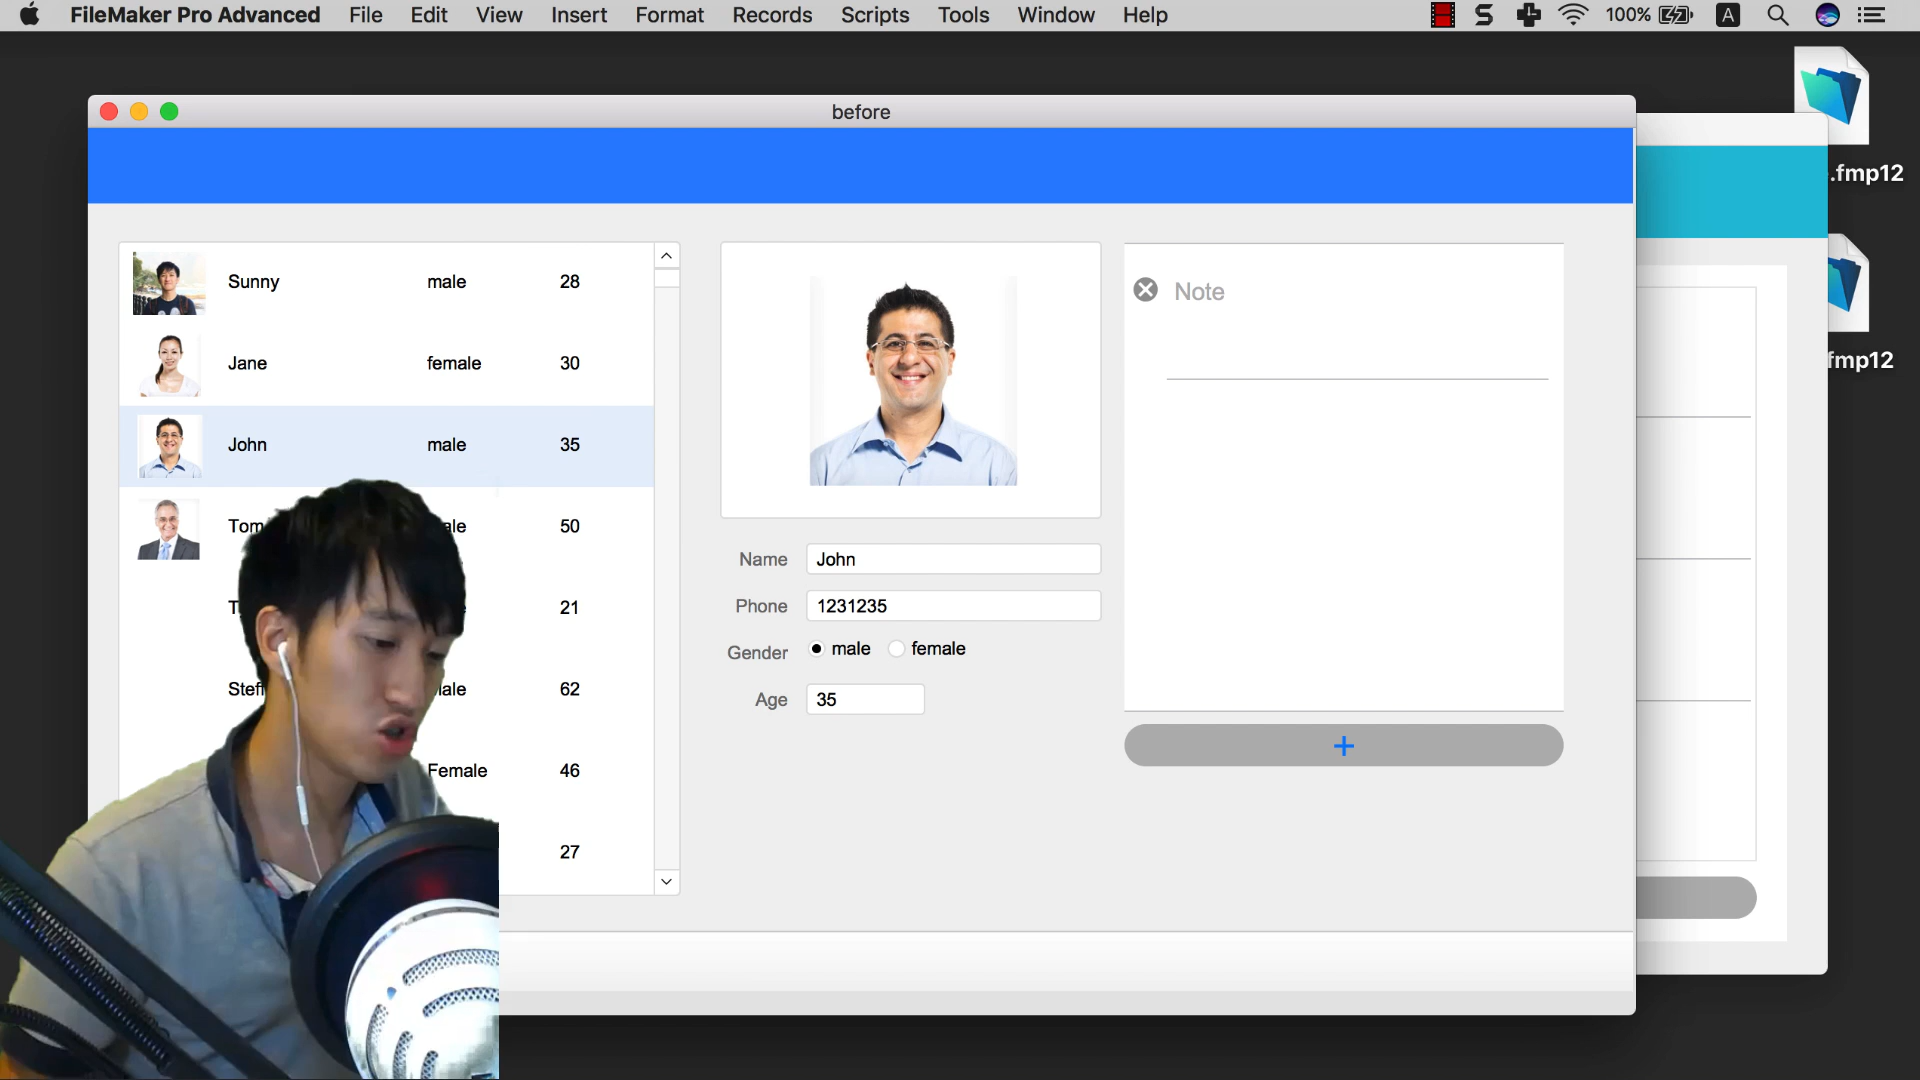 FileMaker Pro Advanced File Edit View Insert Format Records Scripts Tools Window Help 100% A
before
.fmp12
fmp12
Sunny male 28
Jane female 30
John male 35
Tom 50
21
62
Female 46
27
Name John
Phone 1231235
Gender male female
Age 35
Note
+